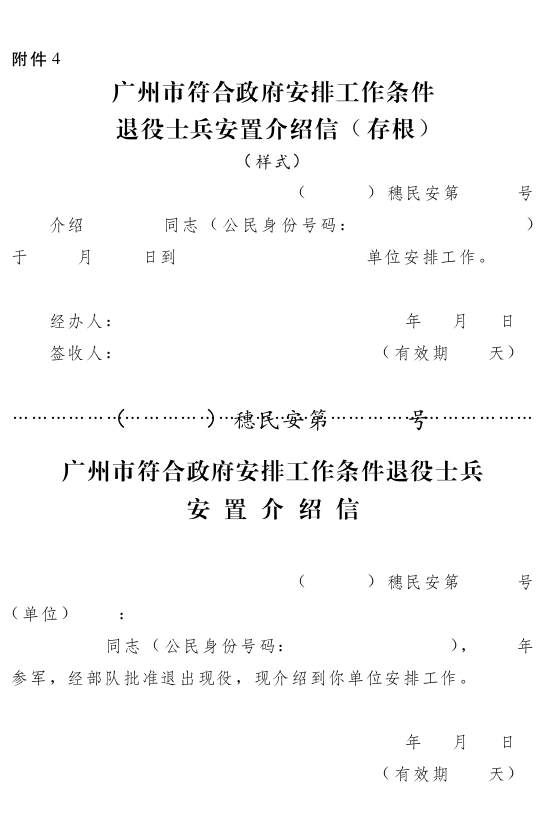 附件4
广州市符合政府安排工作条件
退役士兵安置介绍信（存根）
（样式）
（　　　）穗民安第　　　号
介绍　　　　同志（公民身份号码：　　　　　　　　　）
于　　月　　日到　　　　　　　　　单位安排工作。
经办人：　　　　　　　　　　　　　　年　月　日
签收人：　　　　　　　　　　　　　（有效期　　天）
………………（…………）…穗民安第…………号………………
广州市符合政府安排工作条件退役士兵
安 置 介 绍 信
（　　　）穗民安第　　　号
（单位）　　：
同志（公民身份号码：　　　　　　　　），　　年
参军，经部队批准退出现役，现介绍到你单位安排工作。
年　月　日
（有效期　　天）